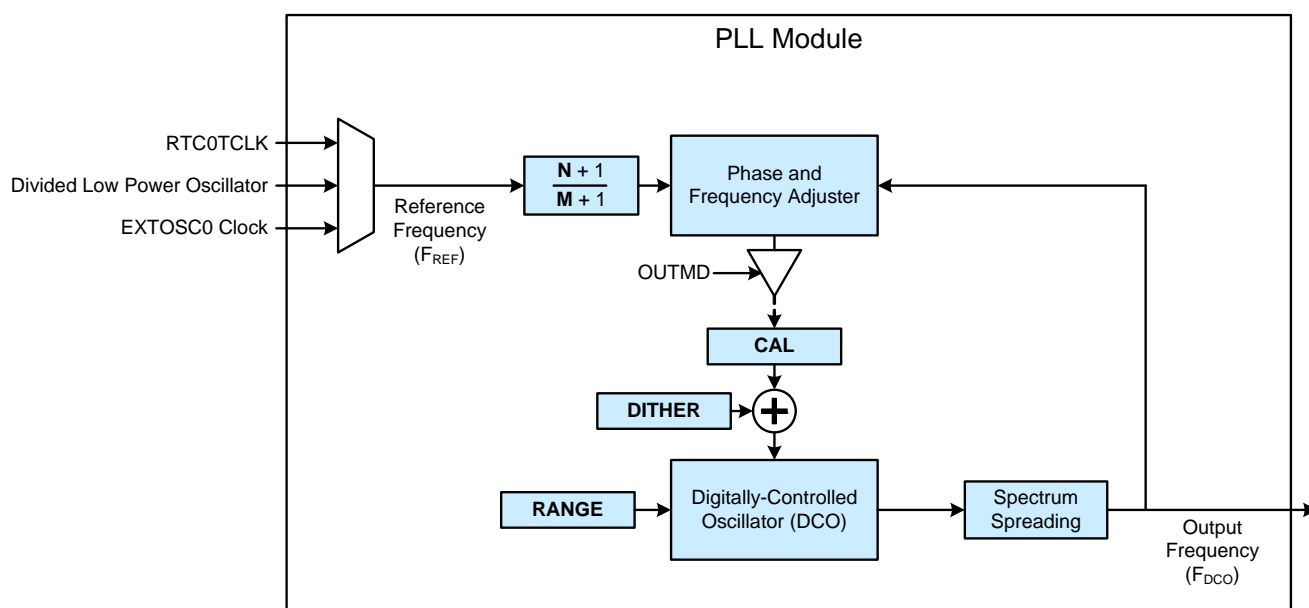 PLL Module
RTC0TCLK
Divided Low Power Oscillator
EXTOSC0 Clock
Reference
Frequency
(FREF)
N + 1
M + 1
Phase and
Frequency Adjuster
OUTMD
CAL
DITHER
+
RANGE
Digitally-Controlled
Oscillator (DCO)
Spectrum
Spreading
Output
Frequency
(FDCO)